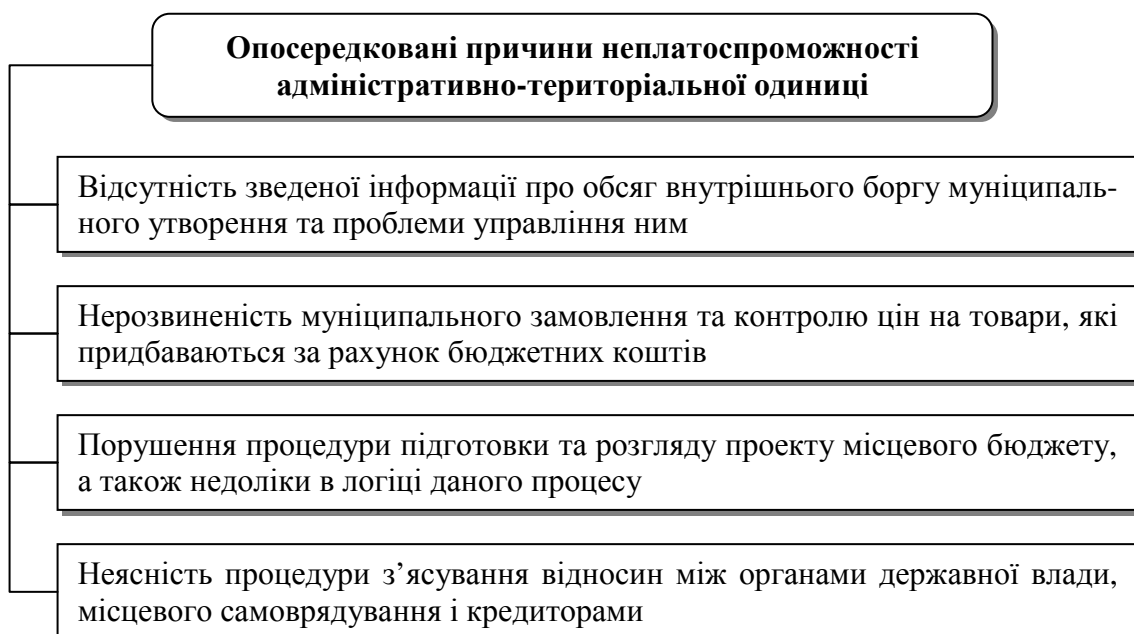 Опосередковані причини неплатоспроможності
адміністративно-територіальної одиниці
Відсутність зведеної інформації про обсяг внутрішнього боргу муніципаль-
ного утворення та проблеми управління ним
Нерозвиненість муніципального замовлення та контролю цін на товари, які
придбаваються за рахунок бюджетних коштів
Порушення процедури підготовки та розгляду проекту місцевого бюджету,
а також недоліки в логіці даного процесу
Неясність процедури з’ясування відносин між органами державної влади,
місцевого самоврядування і кредиторами